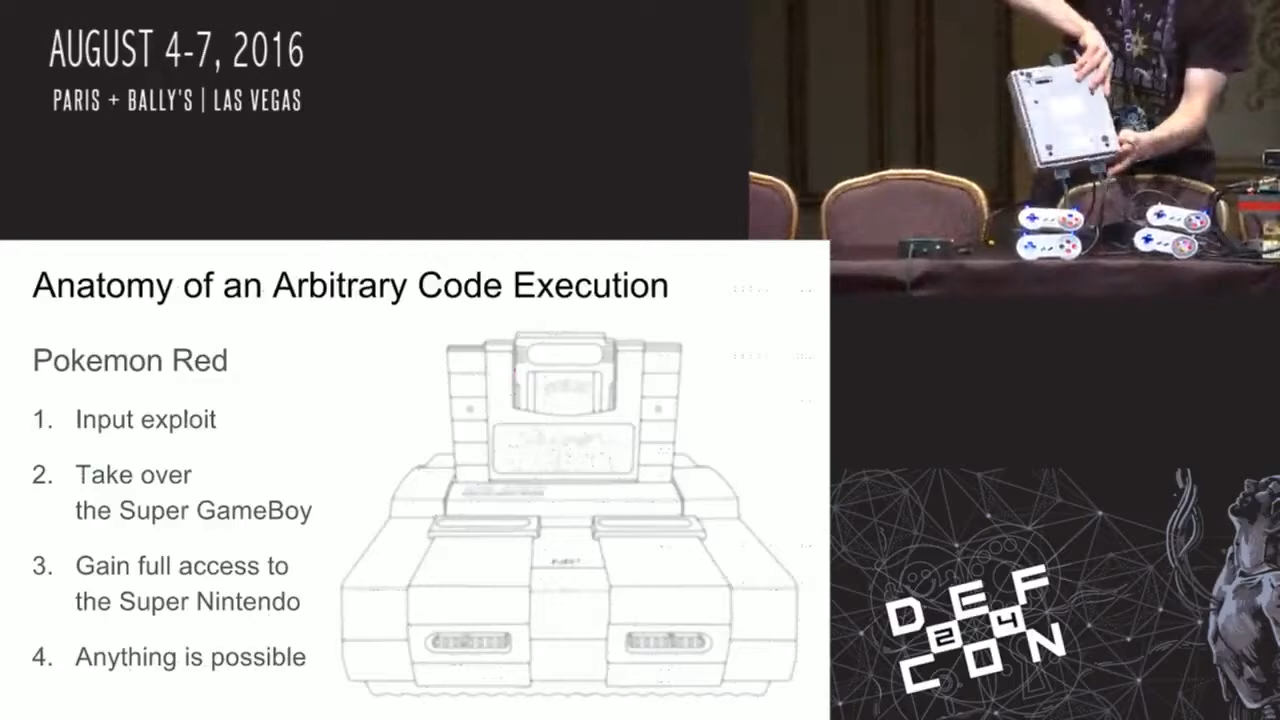 AUGUST 4-7, 2016
PARIS + BALLY'S | LAS VEGAS
Anatomy of an Arbitrary Code Execution
Pokemon Red
1. Input exploit
2. Take over
the Super GameBoy
3. Gain full access to
the Super Nintendo
4. Anything is possible
DEF
24
CON